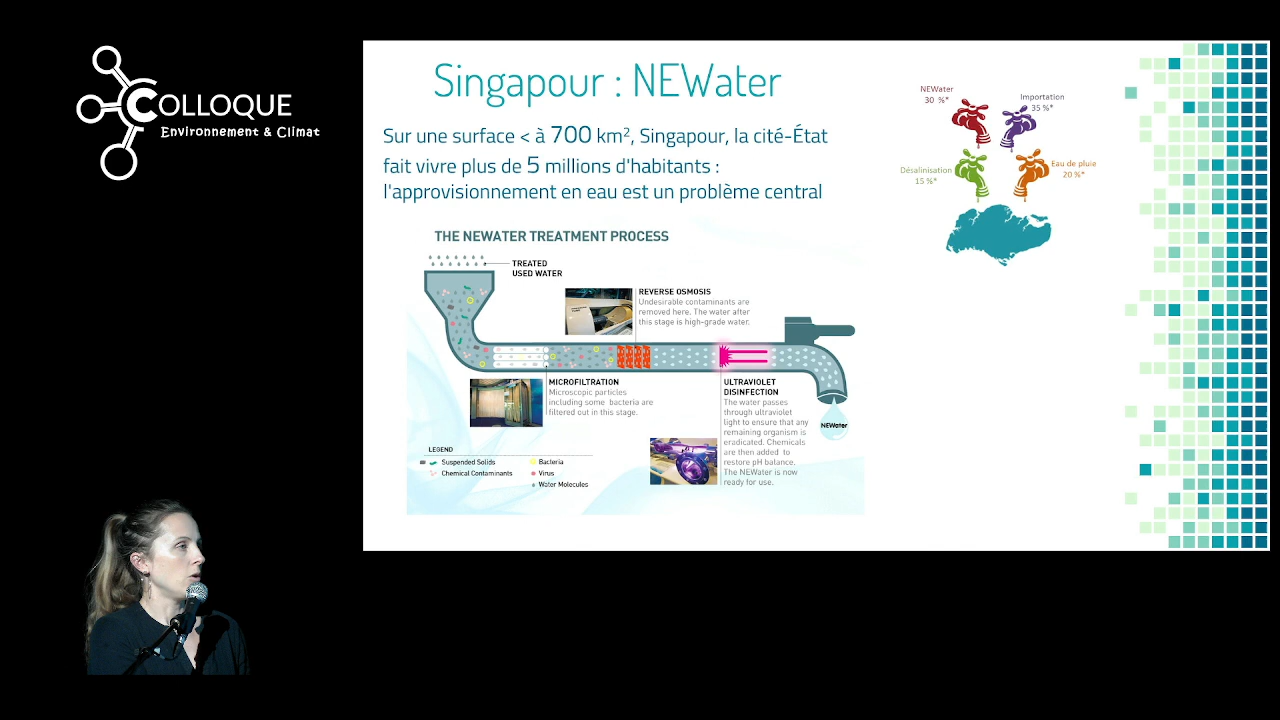 COLLOQUE
Environnement & Climat
Singapour : NEWater
Sur une surface < à 700 km², Singapour, la cité-État
fait vivre plus de 5 millions d'habitants :
l'approvisionnement en eau est un problème central
NEWater
30 %*
Importation
35 %*
Désalinisation
15 %*
Eau de pluie
20 %*
THE NEWATER TREATMENT PROCESS
TREATED
USED WATER
REVERSE OSMOSIS
Undesirable contaminants are
removed here. The water after
this stage is high-grade water.
MICROFILTRATION
Microscopic particles
including some bacteria are
filtered out in this stage.
ULTRAVIOLET
DISINFECTION
The water passes
through ultraviolet
light to ensure that any
remaining organism is
eradicated. Chemicals
are then added to
restore pH balance.
The NEWater is now
ready for use.
NEWater
LEGEND
Suspended Solids
Chemical Contaminants
Bacteria
Virus
Water Molecules